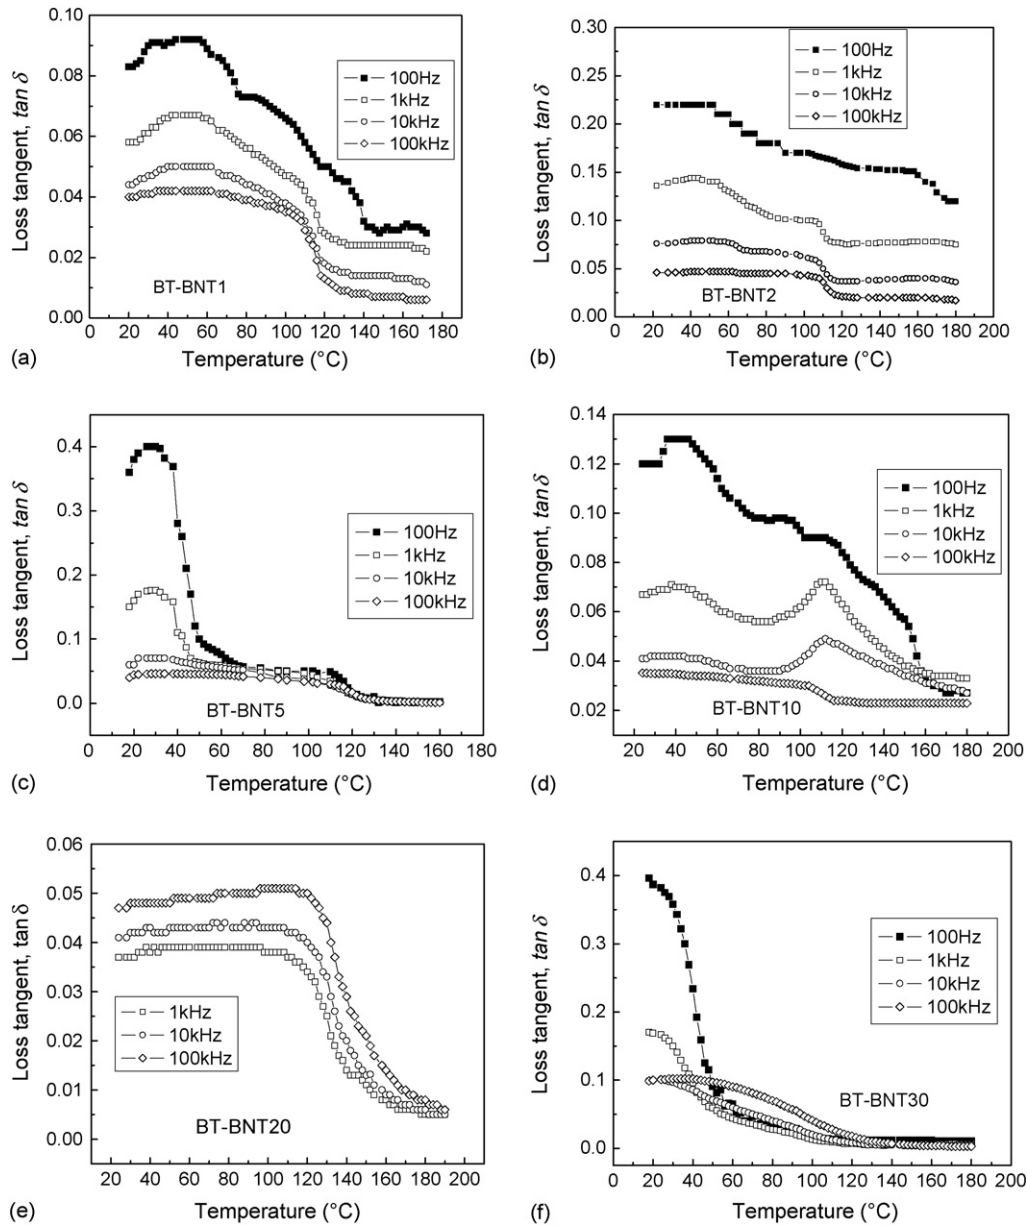 0.10
0.08
0.06
0.04
0.02
0.00
Loss tangent, tan δ
100Hz
1kHz
10kHz
100kHz
BT-BNT1
0 20 40 60 80 100 120 140 160 180
Temperature (°C)
(a)
0.30
0.25
0.20
0.15
0.10
0.05
0.00
Loss tangent, tan δ
100Hz
1kHz
10kHz
100kHz
BT-BNT2
0 20 40 60 80 100 120 140 160 180 200
Temperature (°C)
(b)
0.4
0.3
0.2
0.1
0.0
Loss tangent, tan δ
100Hz
1kHz
10kHz
100kHz
BT-BNT5
0 20 40 60 80 100 120 140 160 180
Temperature (°C)
(c)
0.14
0.12
0.10
0.08
0.06
0.04
0.02
Loss tangent, tan δ
100Hz
1kHz
10kHz
100kHz
BT-BNT10
20 40 60 80 100 120 140 160 180
Temperature (°C)
(d)
0.06
0.05
0.04
0.03
0.02
0.01
0.00
Loss tangent, tan δ
1kHz
10kHz
100kHz
BT-BNT20
20 40 60 80 100 120 140 160 180 200
Temperature (°C)
(e)
0.4
0.3
0.2
0.1
0.0
Loss tangent, tan δ
100Hz
1kHz
10kHz
100kHz
BT-BNT30
0 20 40 60 80 100 120 140 160 180 200
Temperature (°C)
(f)